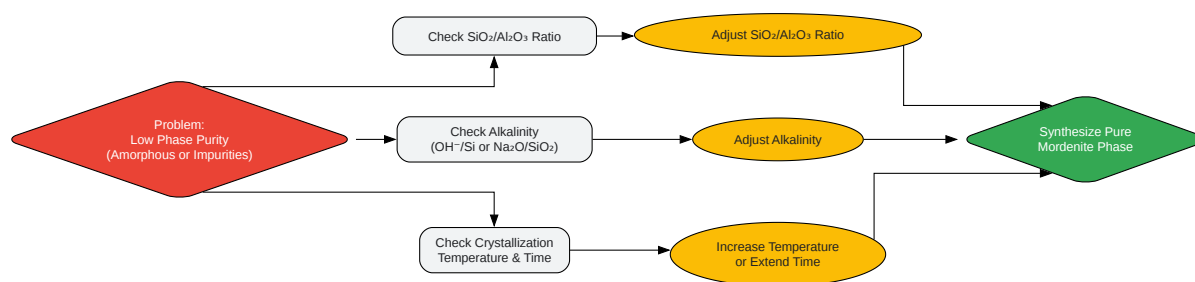 Check SiO₂/Al₂O₃ Ratio
Adjust SiO₂/Al₂O₃ Ratio
Problem:
Low Phase Purity
(Amorphous or Impurities)
Check Alkalinity
(OH⁻/Si or Na₂O/SiO₂)
Adjust Alkalinity
Synthesize Pure
Mordenite Phase
Check Crystallization
Temperature & Time
Increase Temperature
or Extend Time